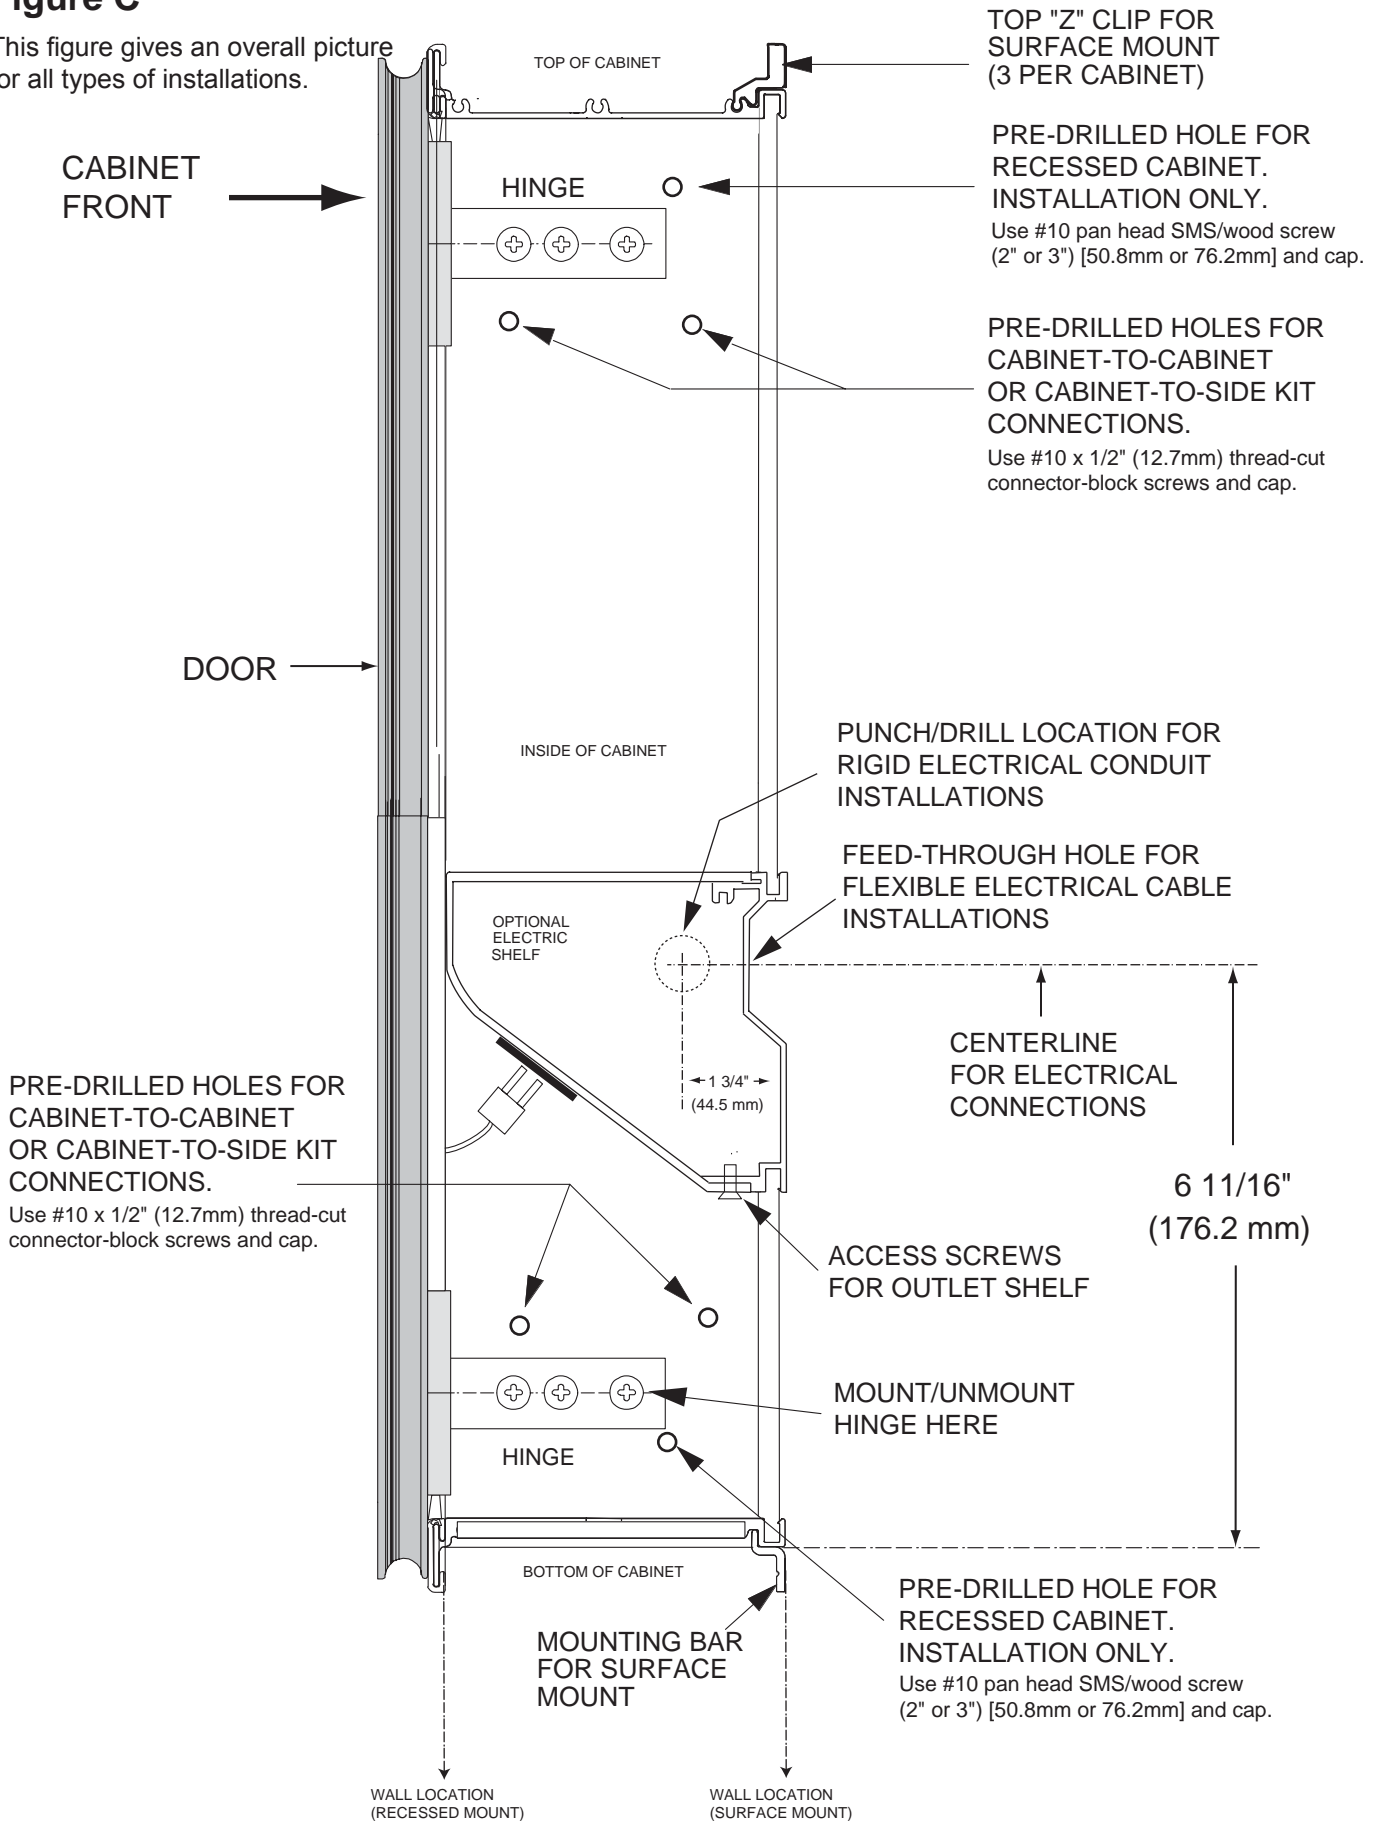 This figure gives an overall picture
for all types of installations.
TOP OF CABINET
TOP "Z" CLIP FOR
SURFACE MOUNT
(3 PER CABINET)
CABINET
FRONT
HINGE
PRE-DRILLED HOLE FOR
RECESSED CABINET.
INSTALLATION ONLY.
Use #10 pan head SMS/wood screw
(2" or 3") [50.8mm or 76.2mm] and cap.
PRE-DRILLED HOLES FOR
CABINET-TO-CABINET
OR CABINET-TO-SIDE KIT
CONNECTIONS.
Use #10 x 1/2" (12.7mm) thread-cut
connector-block screws and cap.
DOOR
INSIDE OF CABINET
PUNCH/DRILL LOCATION FOR
RIGID ELECTRICAL CONDUIT
INSTALLATIONS
FEED-THROUGH HOLE FOR
FLEXIBLE ELECTRICAL CABLE
INSTALLATIONS
OPTIONAL
ELECTRIC
SHELF
CENTERLINE
FOR ELECTRICAL
CONNECTIONS
1 3/4"
(44.5 mm)
PRE-DRILLED HOLES FOR
CABINET-TO-CABINET
OR CABINET-TO-SIDE KIT
CONNECTIONS.
Use #10 x 1/2" (12.7mm) thread-cut
connector-block screws and cap.
6 11/16"
(176.2 mm)
ACCESS SCREWS
FOR OUTLET SHELF
MOUNT/UNMOUNT
HINGE HERE
HINGE
BOTTOM OF CABINET
PRE-DRILLED HOLE FOR
RECESSED CABINET.
INSTALLATION ONLY.
Use #10 pan head SMS/wood screw
(2" or 3") [50.8mm or 76.2mm] and cap.
MOUNTING BAR
FOR SURFACE
MOUNT
WALL LOCATION
(RECESSED MOUNT)
WALL LOCATION
(SURFACE MOUNT)